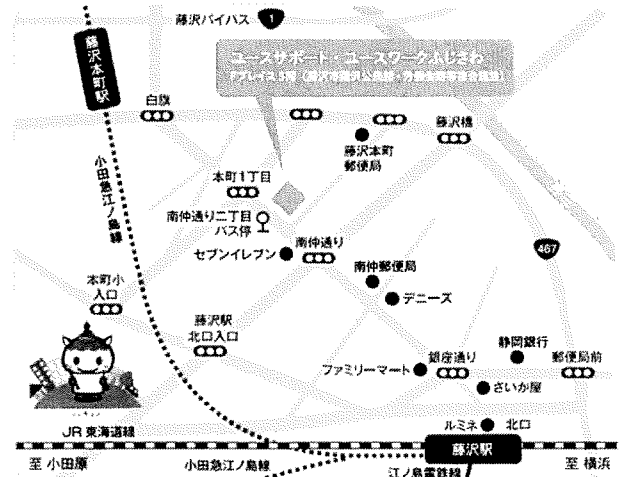 藤沢バイパス
1
藤沢本町駅
ユースサポート・ユースワークふじさわ
白旗
藤沢橋
藤沢本町
郵便局
小田急江ノ島線
本町1丁目
南仲通り二丁目
バス停
セブンイレブン
南仲通り
467
南仲郵便局
デニーズ
本町小
入口
藤沢駅
北口入口
静岡銀行
ファミリーマート
銀座通り
郵便局前
さいか屋
ルミネ
北口
JR 東海道線
藤沢駅
至 小田原
小田急江ノ島線
江ノ島電鉄線
至 横浜